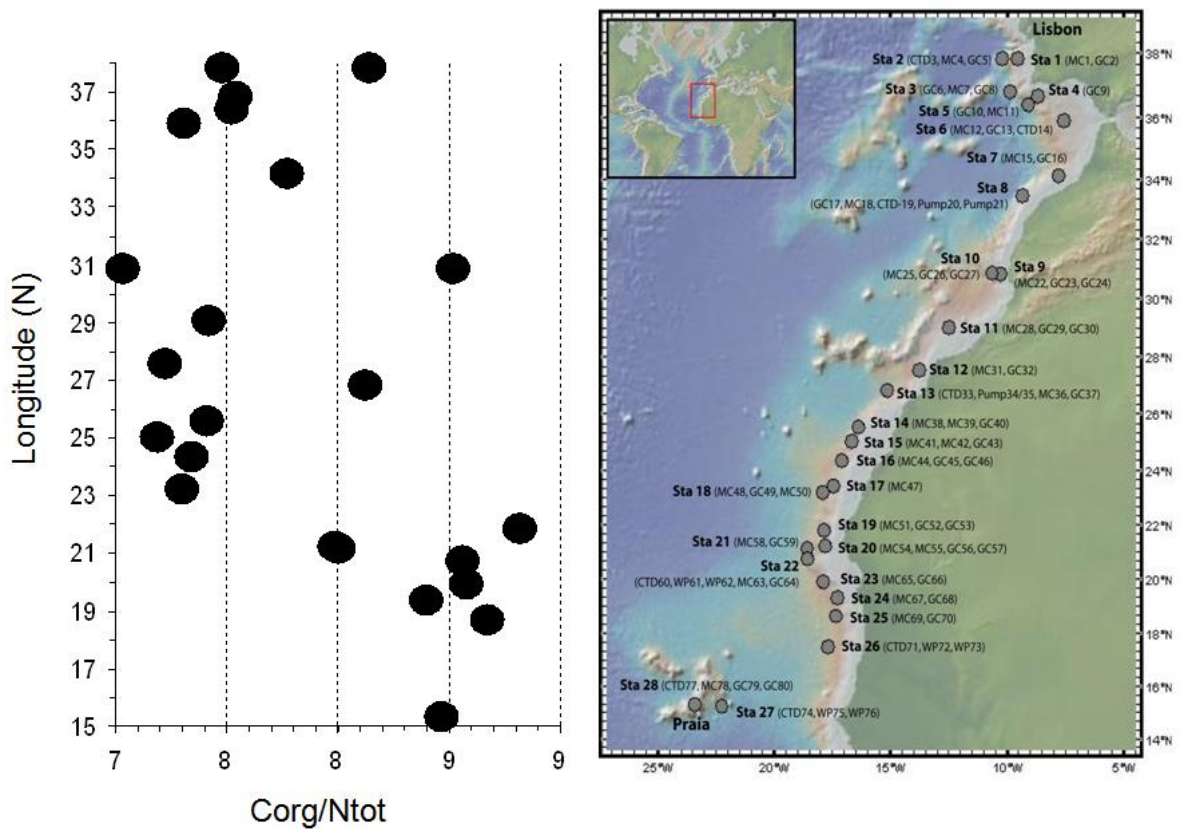 37
35
33
31
29
27
25
23
21
19
17
15
Longitude (N)
7
8
8
9
9
Corg/Ntot
Lisbon
Sta 2 (CTD3, MC4, GC5)
Sta 1 (MC1, GC2)
Sta 3 (GC6, MC7, GC8)
Sta 4 (GC9)
Sta 5 (GC10, MC11)
Sta 6 (MC12, GC13, CTD14)
Sta 7 (MC15, GC16)
Sta 8
(GC17, MC18, CTD-19, Pump20, Pump21)
Sta 10
(MC25, GC26, GC27)
Sta 9
(MC22, GC23, GC24)
Sta 11 (MC28, GC29, GC30)
Sta 12 (MC31, GC32)
Sta 13 (CTD33, Pump34/35, MC36, GC37)
Sta 14 (MC38, MC39, GC40)
Sta 15 (MC41, MC42, GC43)
Sta 16 (MC44, GC45, GC46)
Sta 18 (MC48, GC49, MC50)
Sta 17 (MC47)
Sta 19 (MC51, GC52, GC53)
Sta 21 (MC58, GC59)
Sta 20 (MC54, MC55, GC56, GC57)
Sta 22
(CTD60, WP61, WP62, MC63, GC64)
Sta 23 (MC65, GC66)
Sta 24 (MC67, GC68)
Sta 25 (MC69, GC70)
Sta 26 (CTD71, WP72, WP73)
Sta 28 (CTD77, MC78, GC79, GC80)
Sta 27 (CTD74, WP75, WP76)
Praia
38°N
36°N
34°N
32°N
30°N
28°N
26°N
24°N
22°N
20°N
18°N
16°N
14°N
25°W
20°W
15°W
10°W
5°W